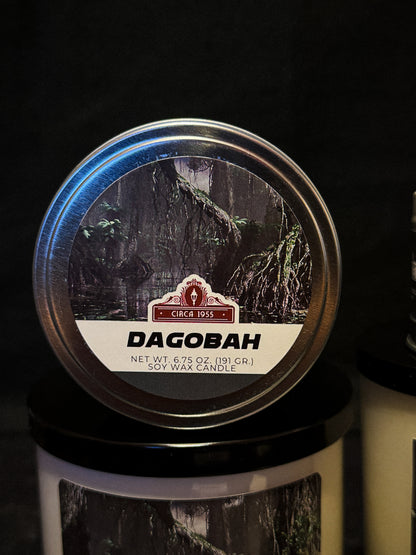 CIRCA 1955
DAGOBAH
NET WT. 6.75 OZ. (191 GR.)
SOY WAX CANDLE